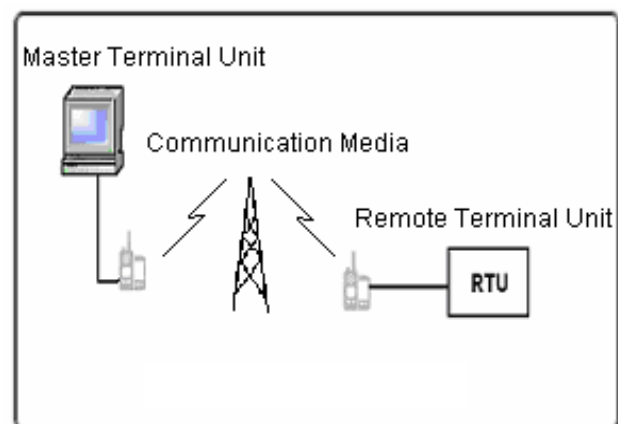 Master Terminal Unit
Communication Media
Remote Terminal Unit
RTU